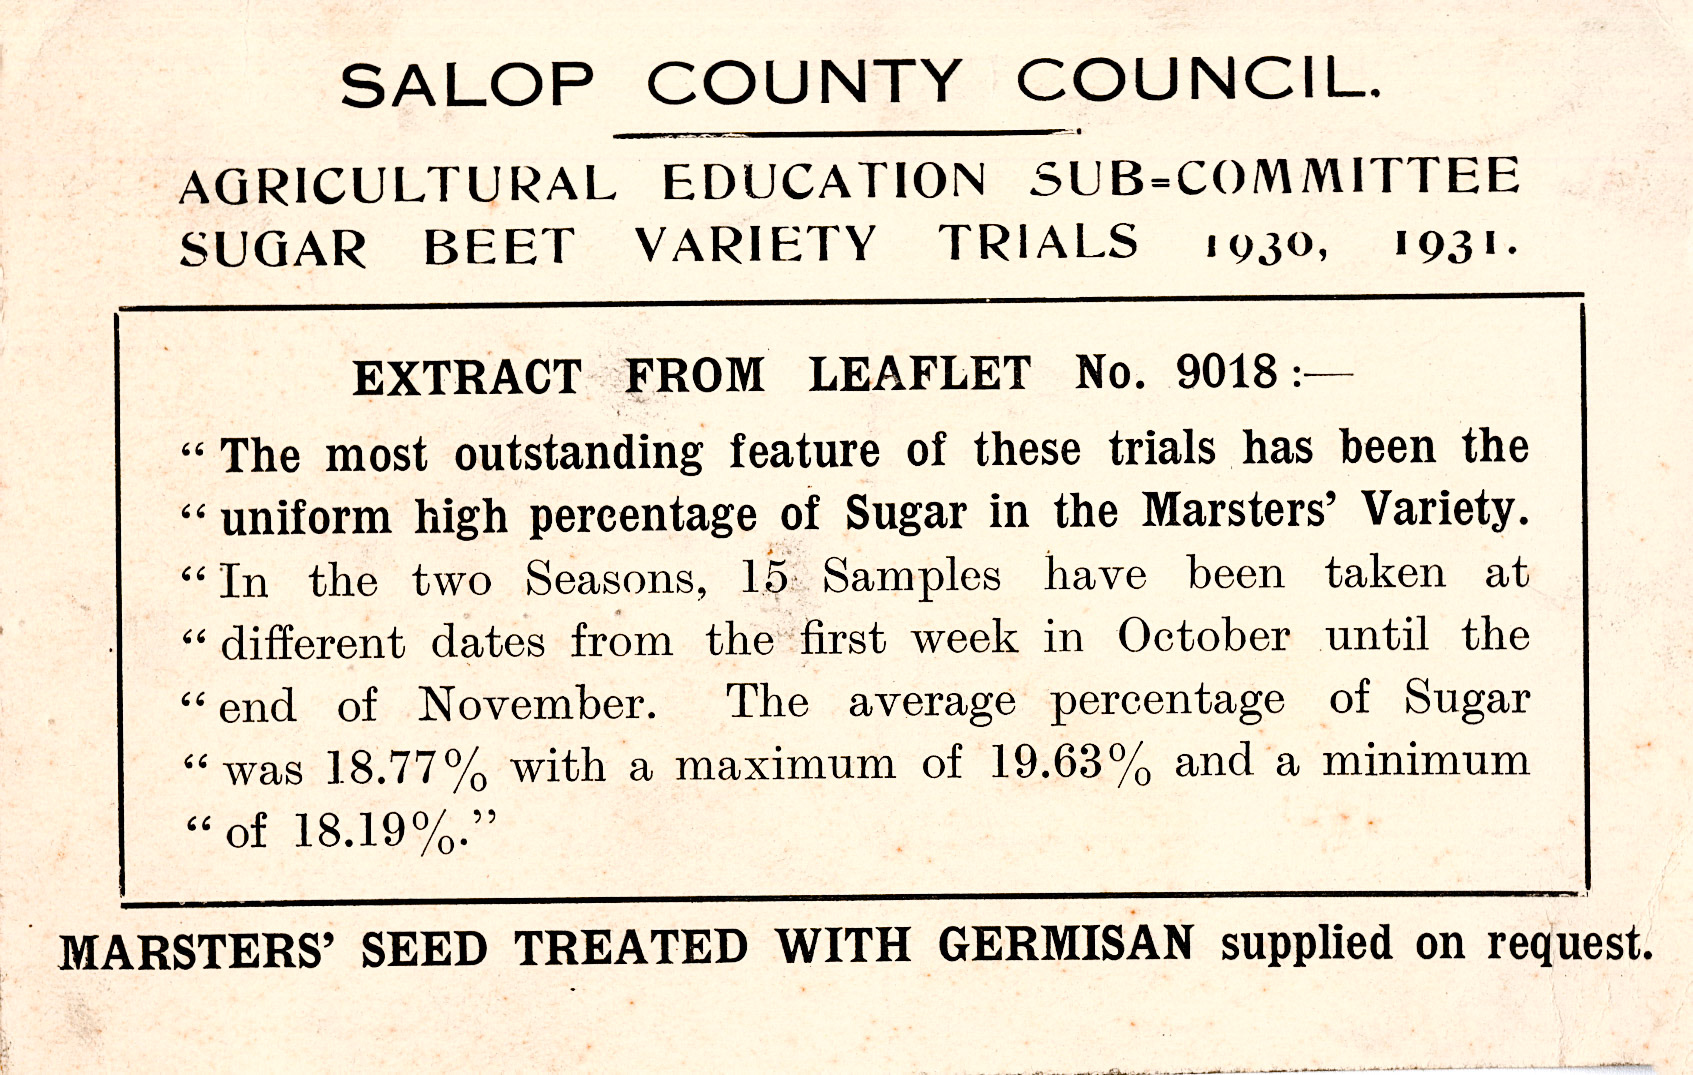 SALOP COUNTY COUNCIL.
AGRICULTURAL EDUCATION SUB=COMMITTEE
SUGAR BEET VARIETY TRIALS 1930, 1931.
EXTRACT FROM LEAFLET No. 9018 :—
“ The most outstanding feature of these trials has been the
“ uniform high percentage of Sugar in the Marsters’ Variety.
“ In the two Seasons, 15 Samples have been taken at
“ different dates from the first week in October until the
“ end of November. The average percentage of Sugar
“ was 18.77% with a maximum of 19.63% and a minimum
“ of 18.19%.”
MARSTERS’ SEED TREATED WITH GERMISAN supplied on request.